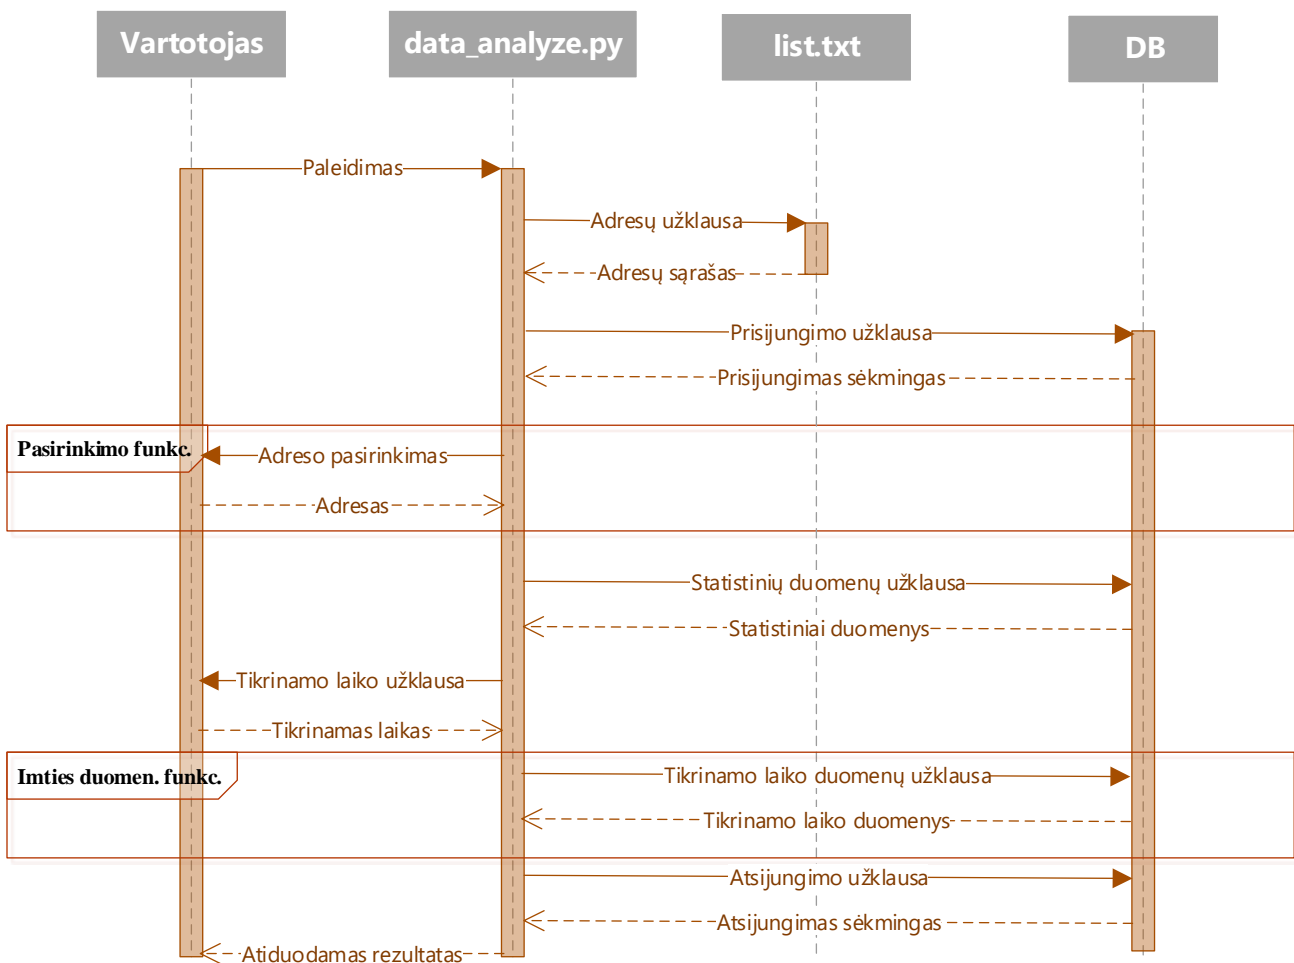 Vartotojas
data_analyze.py
list.txt
DB
Paleidimas
Adresų užklausa
Adresų sąrašas
Prisijungimo užklausa
Prisijungimas sėkmingas
Pasirinkimo funkc.
Adreso pasirinkimas
Adresas
Statistinių duomenų užklausa
Statistiniai duomenys
Tikrinamo laiko užklausa
Tikrinamas laikas
Imties duomen. funkc.
Tikrinamo laiko duomenų užklausa
Tikrinamo laiko duomenys
Atsijungimo užklausa
Atsijungimas sėkmingas
Atiduodamas rezultatas